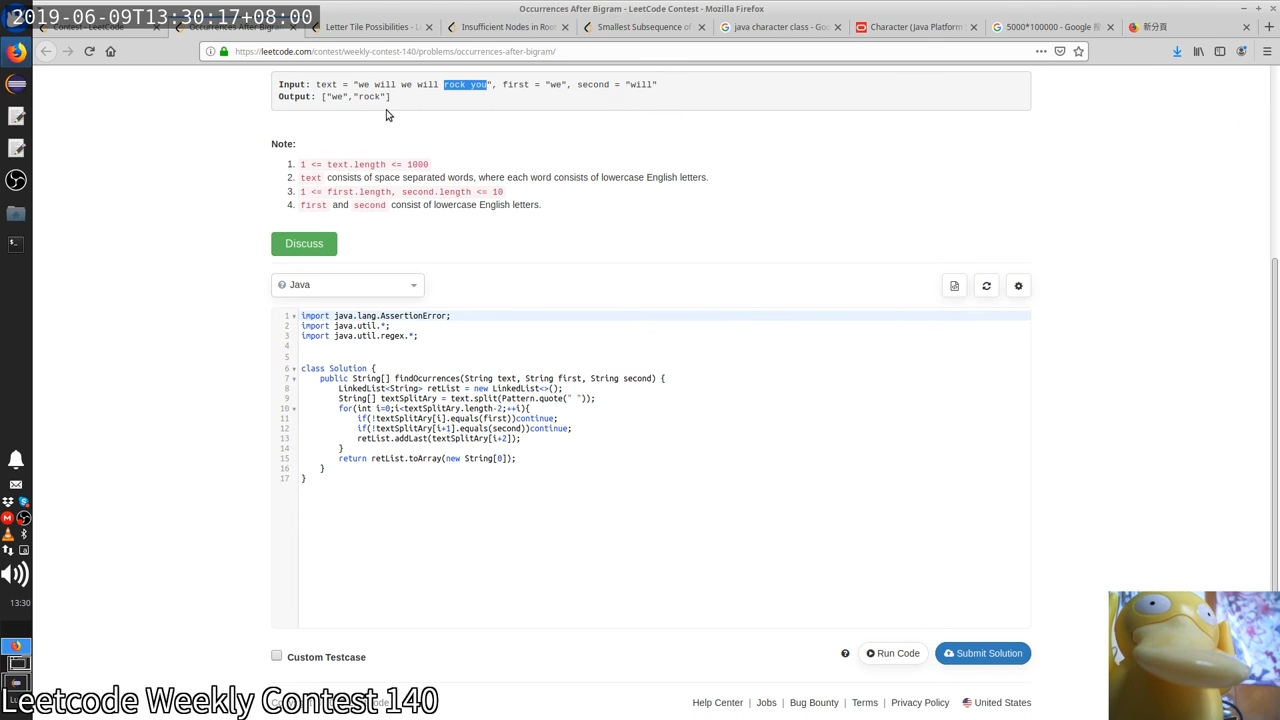 Occurrences After Bigram - LeetCode Contest - Mozilla Firefox
2019-06-09T13:30:17+08:00
Letter Tile Possibilities - L
Insufficient Nodes in Root
Smallest Subsequence of
java character class - Goo
Character (Java Platform
5000*100000 - Google 搜
新分頁
https://leetcode.com/contest/weekly-contest-140/problems/occurrences-after-bigram/
Input: text = "we will we will rock you", first = "we", second = "will"
Output: ["we","rock"]
Note:
1. 1 <= text.length <= 1000
2. text consists of space separated words, where each word consists of lowercase English letters.
3. 1 <= first.length, second.length <= 10
4. first and second consist of lowercase English letters.
Discuss
Java
1 import java.lang.AssertionError;
2 import java.util.*;
3 import java.util.regex.*;
4
5
6 class Solution {
7 public String[] findOcurrences(String text, String first, String second) {
8 LinkedList<String> retList = new LinkedList<>();
9 String[] textSplitAry = text.split(Pattern.quote(" "));
10 for(int i=0;i<textSplitAry.length-2;++i){
11 if(!textSplitAry[i].equals(first))continue;
12 if(!textSplitAry[i+1].equals(second))continue;
13 retList.addLast(textSplitAry[i+2]);
14 }
15 return retList.toArray(new String[0]);
16 }
17 }
13:30
Custom Testcase
Run Code
Submit Solution
Leetcode Weekly Contest 140
Help Center | Jobs | Bug Bounty | Terms | Privacy Policy
United States